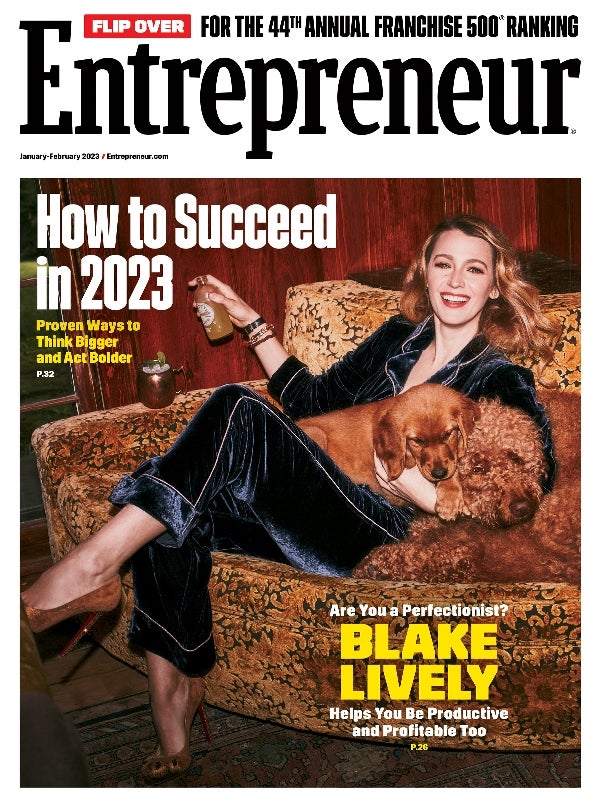 FLIP OVER FOR THE 44TH ANNUAL FRANCHISE 500® RANKING
Entrepreneur®
January-February 2023 / Entrepreneur.com
How to Succeed
in 2023
Proven Ways to
Think Bigger
and Act Bolder
P.32
Are You a Perfectionist?
BLAKE
LIVELY
Helps You Be Productive
and Profitable Too
P.26